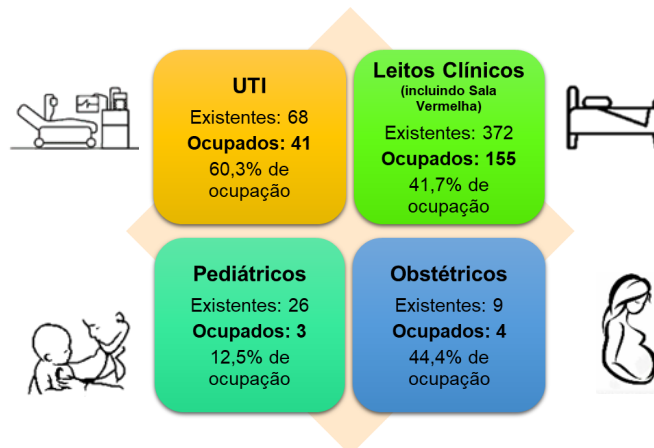 UTI
Existentes: 68
Ocupados: 41
60,3% de
ocupação
Leitos Clínicos
(incluindo Sala
Vermelha)
Existentes: 372
Ocupados: 155
41,7% de
ocupação
Pediátricos
Existentes: 26
Ocupados: 3
12,5% de
ocupação
Obstétricos
Existentes: 9
Ocupados: 4
44,4% de
ocupação